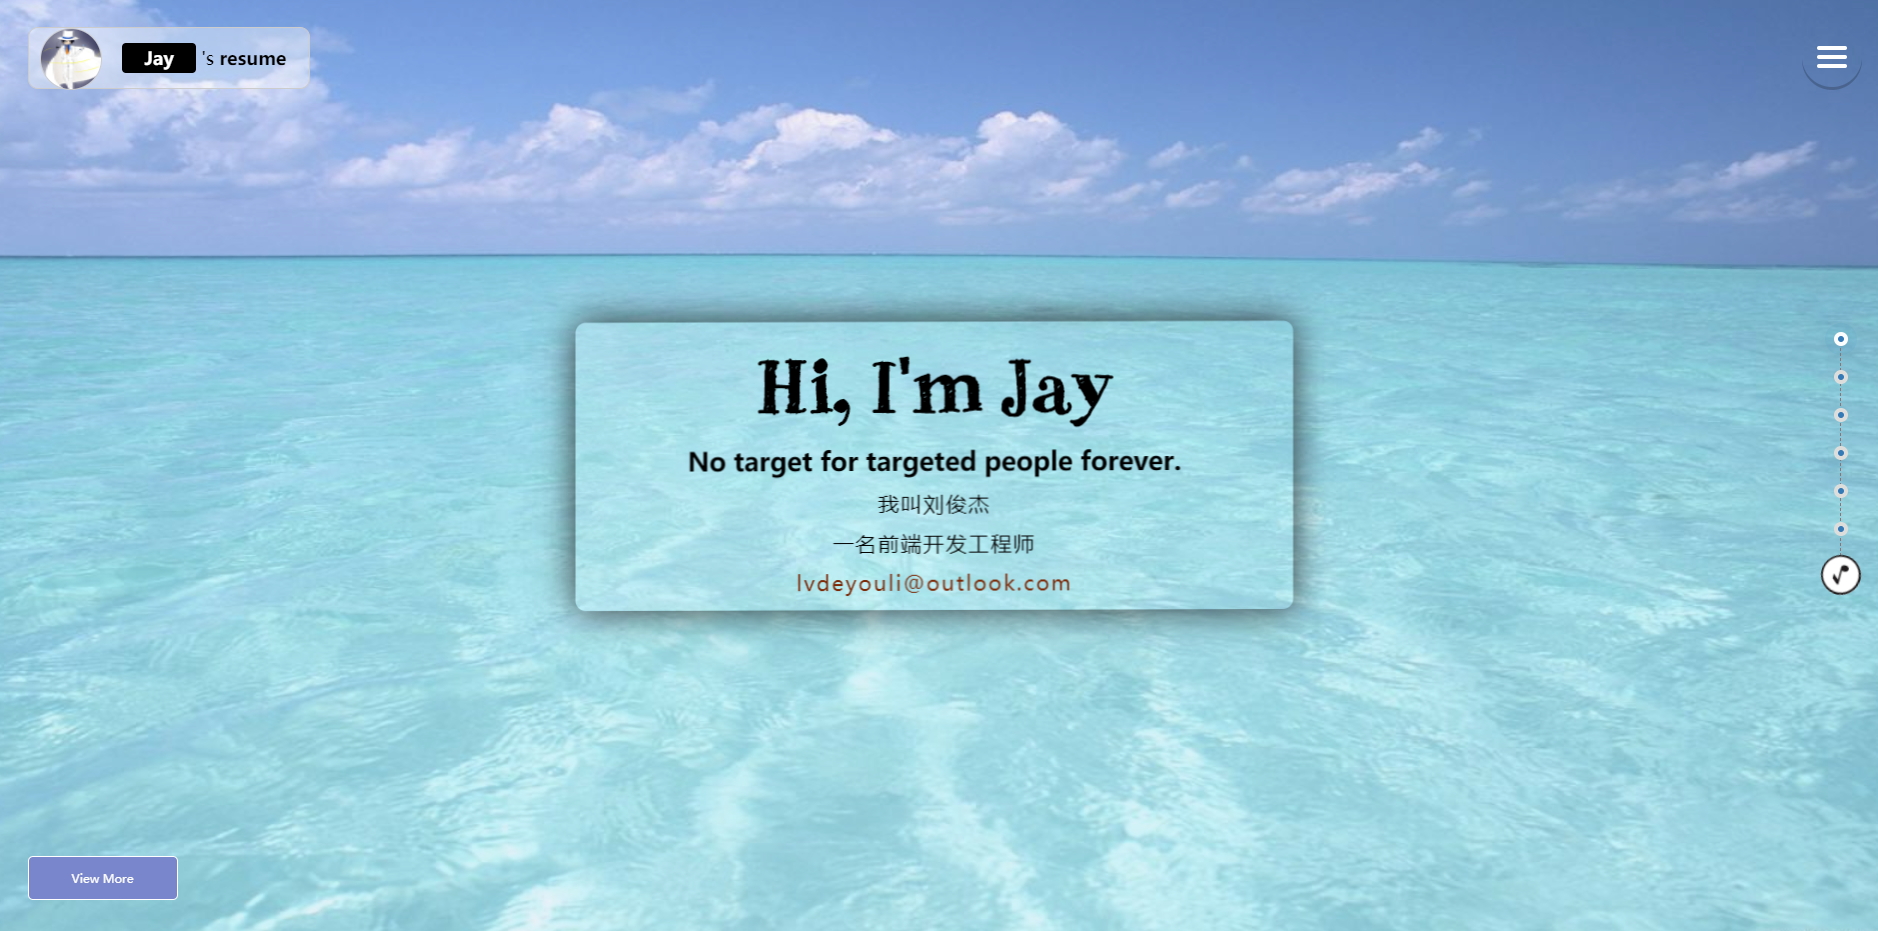 Jay 's resume
Hi, I'm Jay
No target for targeted people forever.
我叫刘俊杰
一名前端开发工程师
lvdeyouli@outlook.com
View More